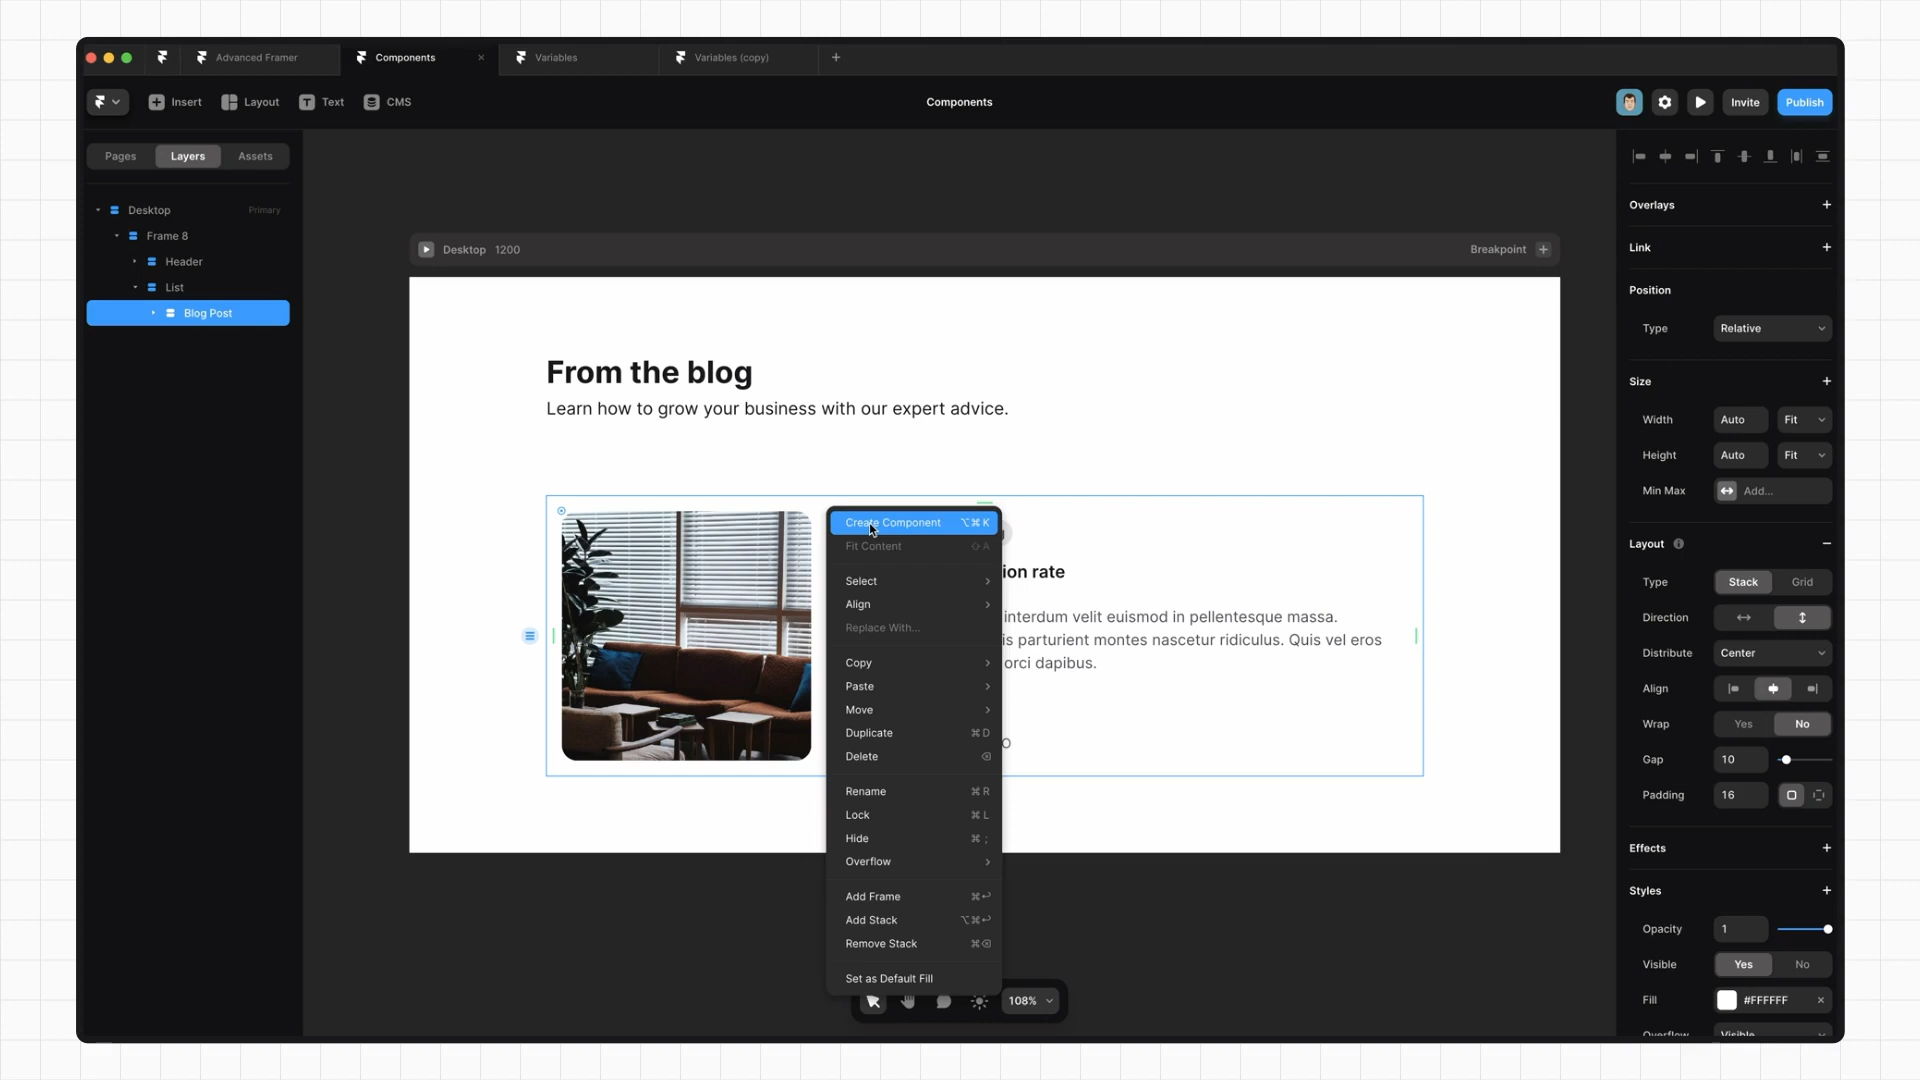 Advanced Framer
Components
Variables
Variables (copy)
Insert
Layout
Text
CMS
Components
Invite
Publish
Pages
Layers
Assets
Desktop
Primary
Frame 8
Header
List
Blog Post
Desktop 1200
Breakpoint
From the blog
Learn how to grow your business with our expert advice.
ion rate
interdum velit euismod in pellentesque massa.
is parturient montes nascetur ridiculus. Quis vel eros
orci dapibus.
Create Component ⌥⌘K
Fit Content ⇧A
Select
Align
Replace With...
Copy
Paste
Move
Duplicate ⌘D
Delete ⌫
Rename ⌘R
Lock ⌘L
Hide ⌘;
Overflow
Add Frame ⌘↩
Add Stack ⌥⌘↩
Remove Stack ⌘⌫
Set as Default Fill
108%
Overlays
Link
Position
Type Relative
Size
Width Auto Fit
Height Auto Fit
Min Max Add...
Layout
Type Stack Grid
Direction
Distribute Center
Align
Wrap Yes No
Gap 10
Padding 16
Effects
Styles
Opacity 1
Visible Yes No
Fill #FFFFFF
Overflow Visible